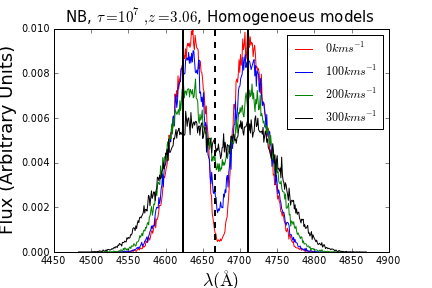 NB, τ=10^7 ,z=3.06, Homogenoeus models
Flux (Arbitrary Units)
0.010
0.008
0.006
0.004
0.002
0.000
0kms^−1
100kms^−1
200kms^−1
300kms^−1
4450 4500 4550 4600 4650 4700 4750 4800 4850 4900
λ(Å)